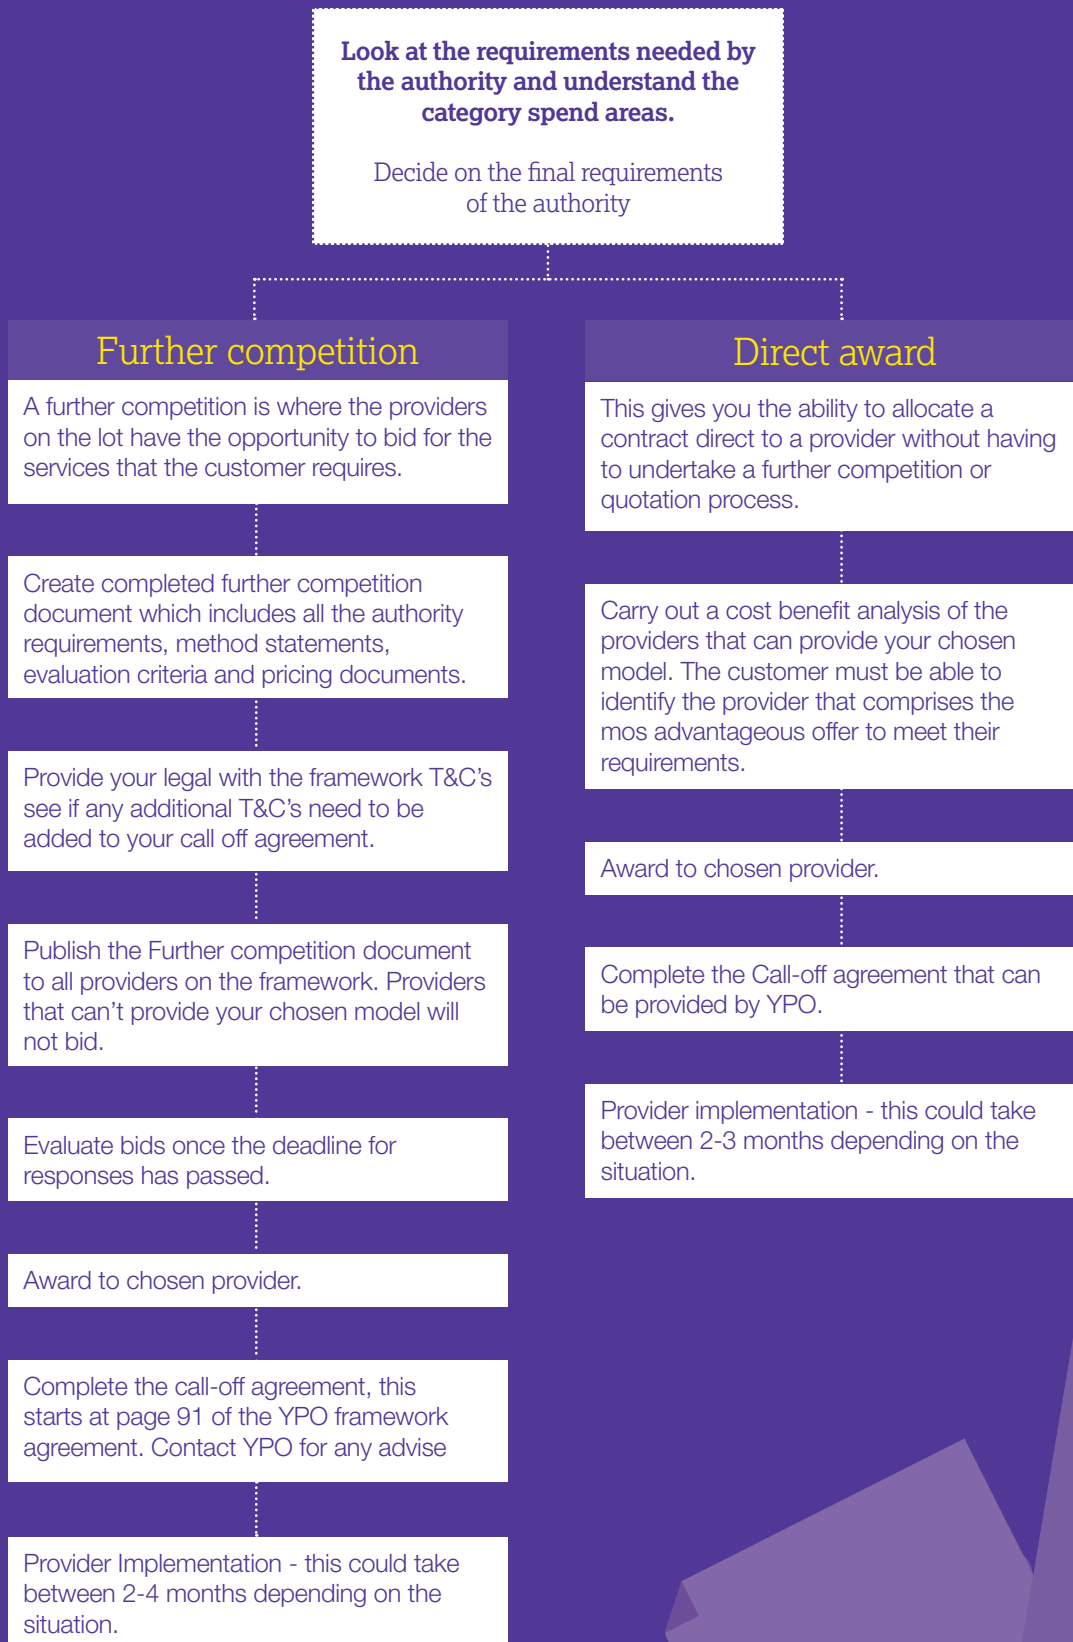 Look at the requirements needed by
the authority and understand the
category spend areas.
Decide on the final requirements
of the authority
Further competition
A further competition is where the providers
on the lot have the opportunity to bid for the
services that the customer requires.
Create completed further competition
document which includes all the authority
requirements, method statements,
evaluation criteria and pricing documents.
Provide your legal with the framework T&C’s
see if any additional T&C’s need to be
added to your call off agreement.
Publish the Further competition document
to all providers on the framework. Providers
that can’t provide your chosen model will
not bid.
Evaluate bids once the deadline for
responses has passed.
Award to chosen provider.
Complete the call-off agreement, this
starts at page 91 of the YPO framework
agreement. Contact YPO for any advise
Provider Implementation - this could take
between 2-4 months depending on the
situation.
Direct award
This gives you the ability to allocate a
contract direct to a provider without having
to undertake a further competition or
quotation process.
Carry out a cost benefit analysis of the
providers that can provide your chosen
model. The customer must be able to
identify the provider that comprises the
mos advantageous offer to meet their
requirements.
Award to chosen provider.
Complete the Call-off agreement that can
be provided by YPO.
Provider implementation - this could take
between 2-3 months depending on the
situation.